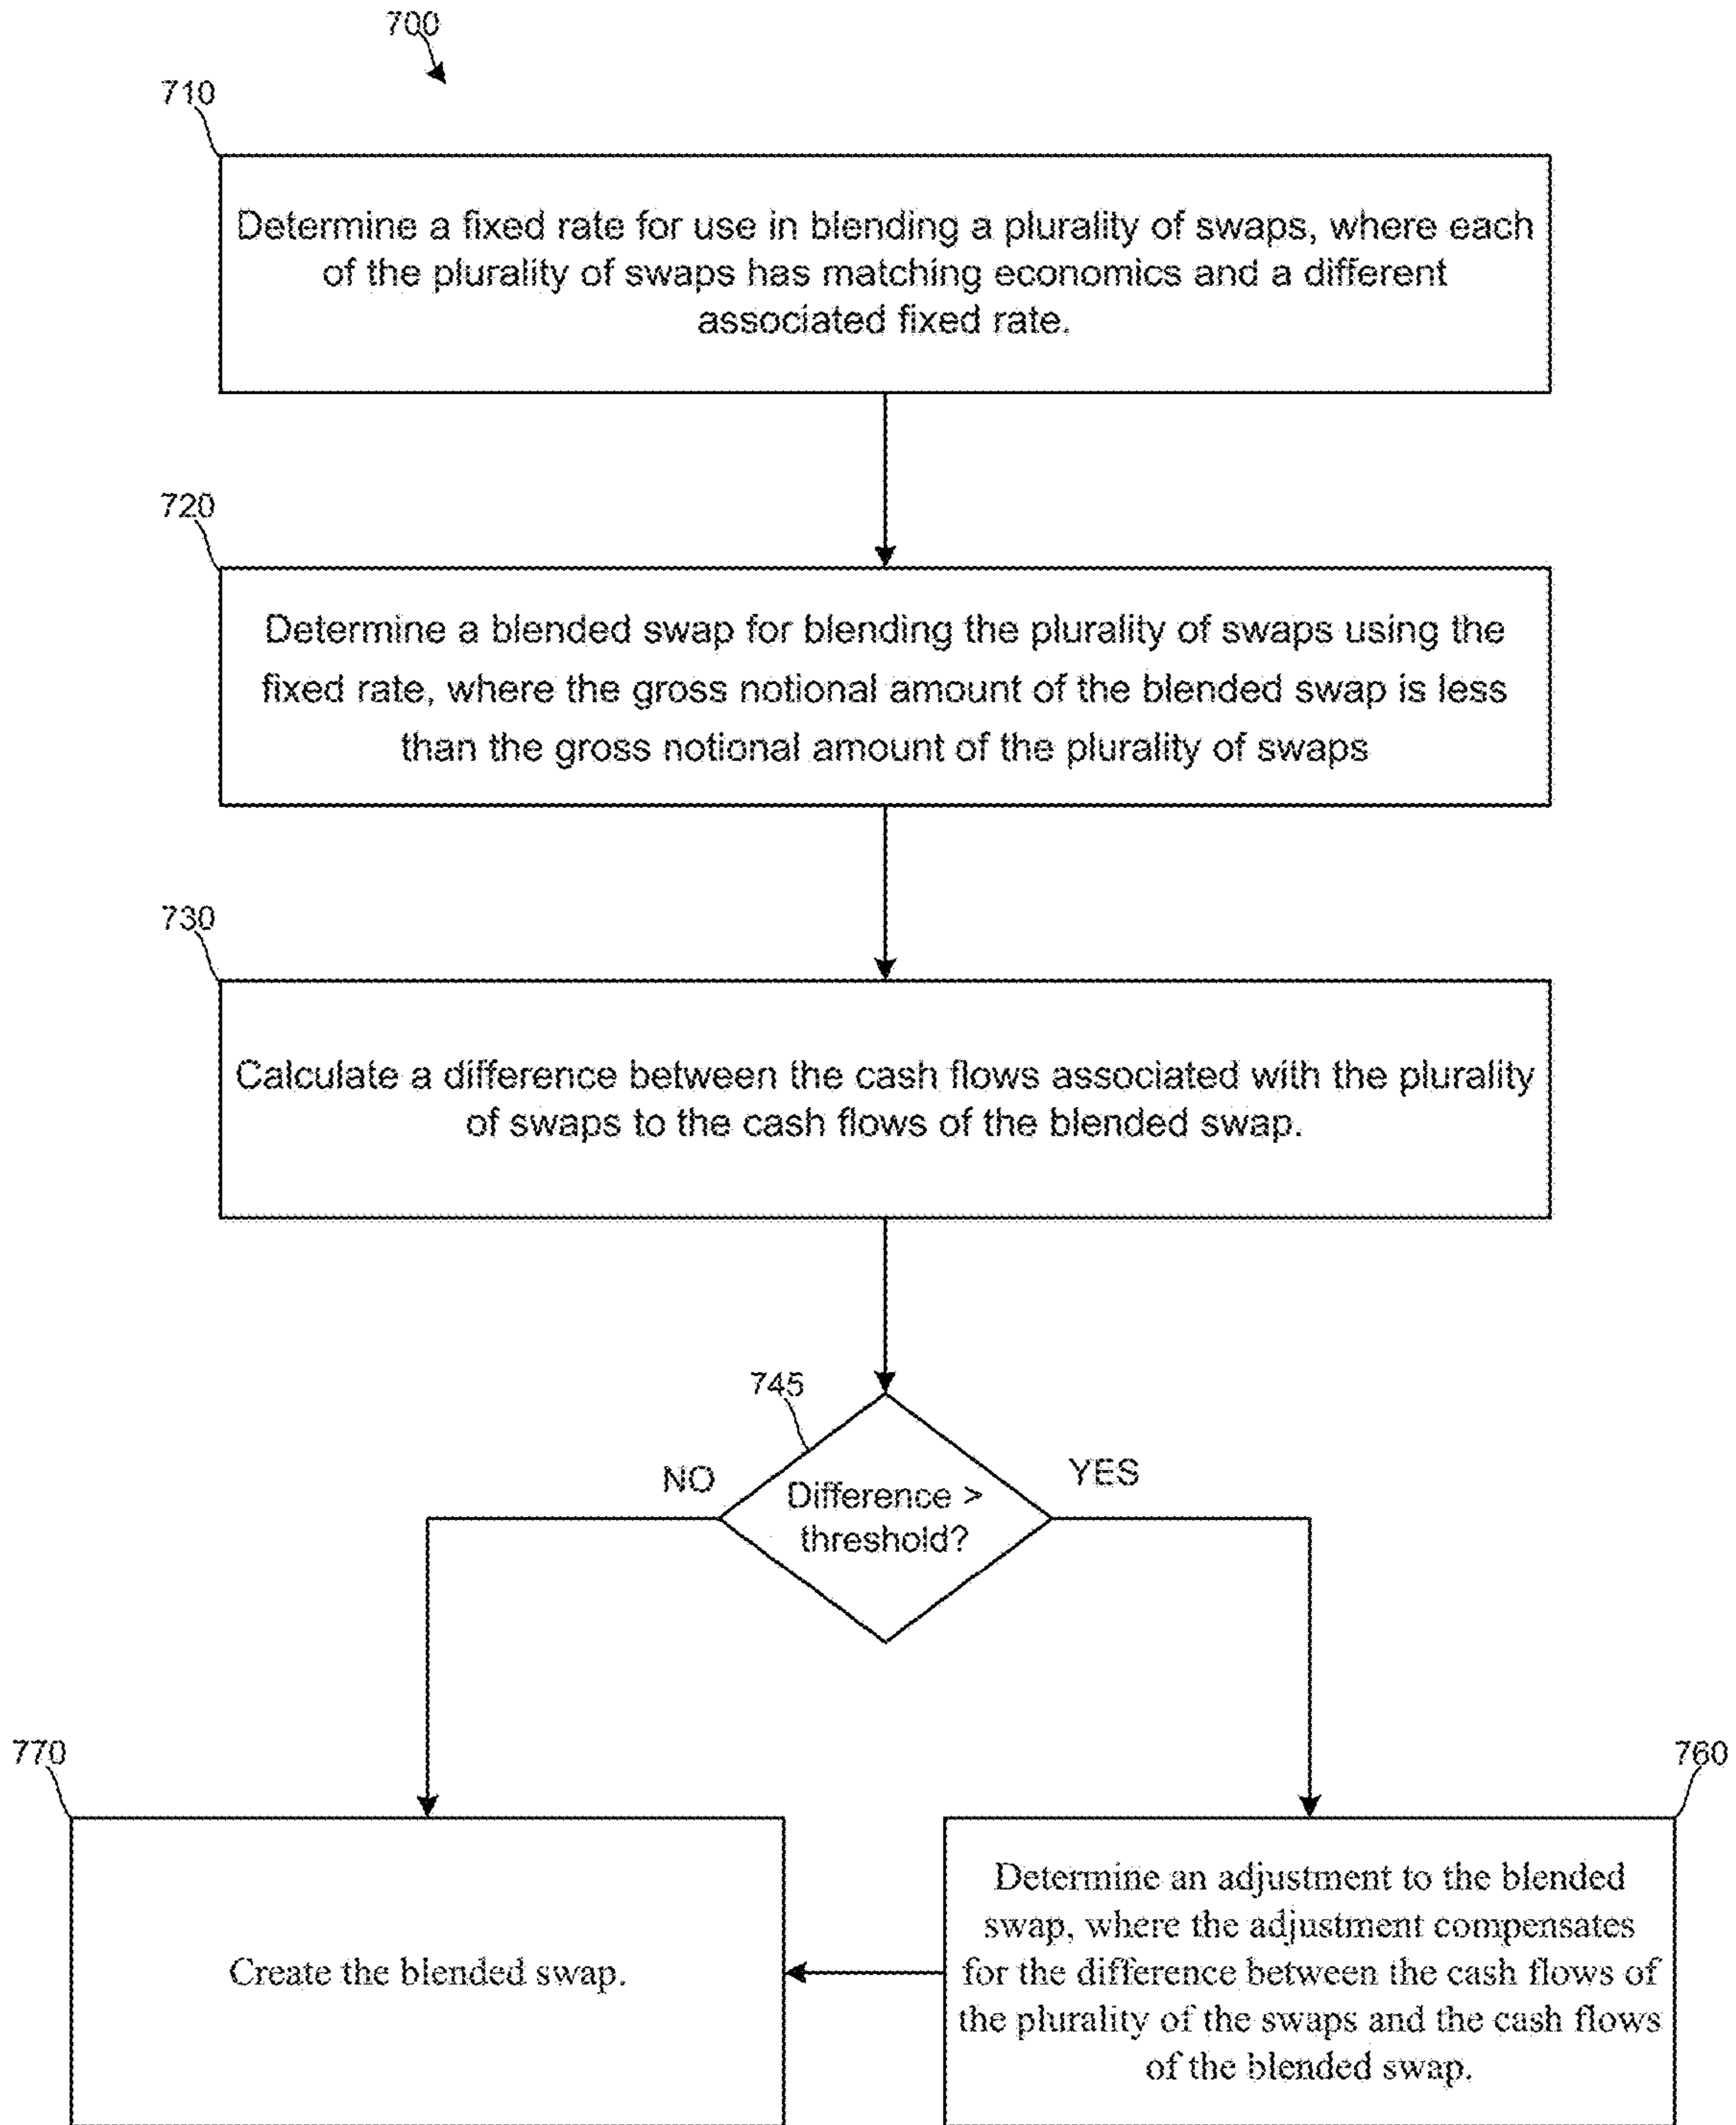 700
710
Determine a fixed rate for use in blending a plurality of swaps, where each
of the plurality of swaps has matching economics and a different
associated fixed rate.
720
Determine a blended swap for blending the plurality of swaps using the
fixed rate, where the gross notional amount of the blended swap is less
than the gross notional amount of the plurality of swaps
730
Calculate a difference between the cash flows associated with the plurality
of swaps to the cash flows of the blended swap.
745
NO
YES
Difference >
threshold?
770
Create the blended swap.
760
Determine an adjustment to the blended
swap, where the adjustment compensates
for the difference between the cash flows of
the plurality of the swaps and the cash flows
of the blended swap.